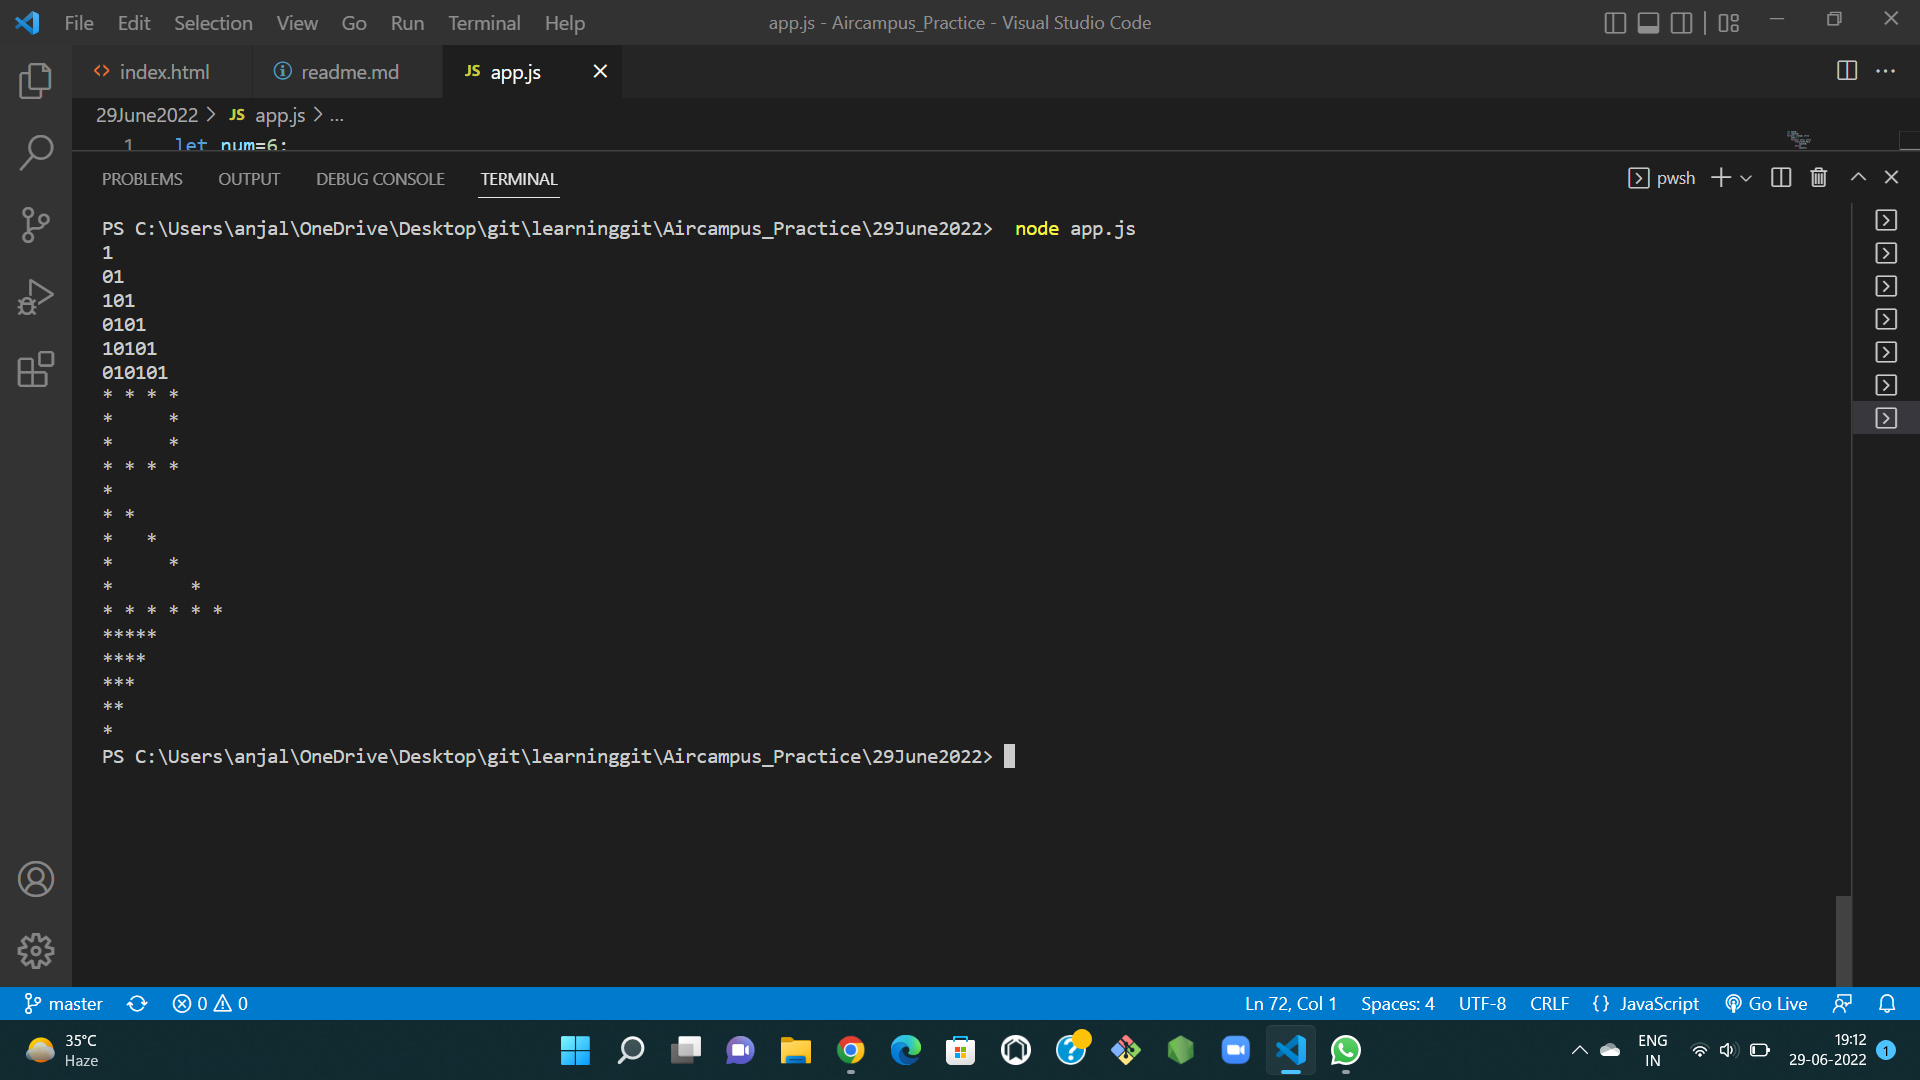 File Edit Selection View Go Run Terminal Help app.js - Aircampus_Practice - Visual Studio Code
index.html readme.md JS app.js
29June2022 > JS app.js > ...
1 let num=6;
PROBLEMS OUTPUT DEBUG CONSOLE TERMINAL pwsh
PS C:\Users\anjal\OneDrive\Desktop\git\learninggit\Aircampus_Practice\29June2022>  node app.js
1
01
101
0101
10101
010101
* * * *
*     *
*     *
* * * *
*
* *
*   *
*     *
*       *
* * * * * *
*****
****
***
**
*
PS C:\Users\anjal\OneDrive\Desktop\git\learninggit\Aircampus_Practice\29June2022>
master 0 0 Ln 72, Col 1 Spaces: 4 UTF-8 CRLF {} JavaScript Go Live
35°C
Haze
ENG
IN
19:12
29-06-2022
1